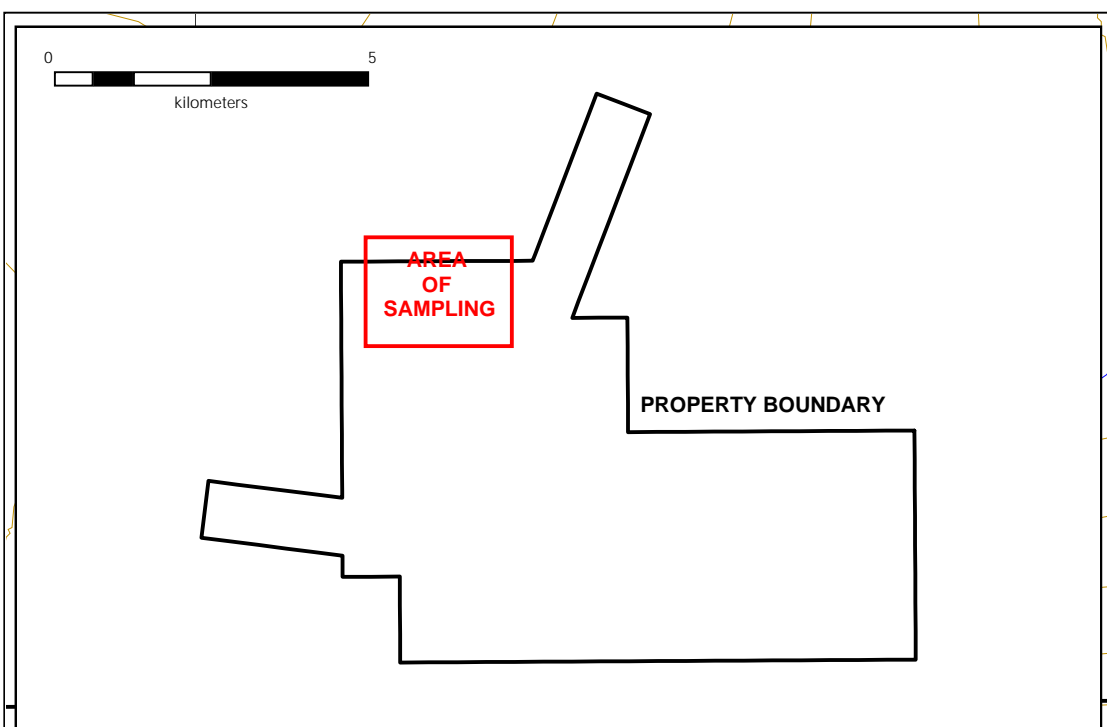 0 5
kilometers
AREA
OF
SAMPLING
PROPERTY BOUNDARY